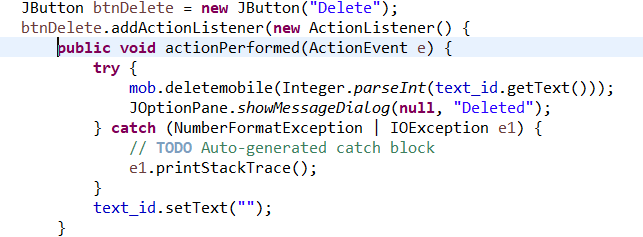 JButton btnDelete = new JButton("Delete");
btnDelete.addActionListener(new ActionListener() {
public void actionPerformed(ActionEvent e) {
try {
mob.deletemobile(Integer.parseInt(text_id.getText()));
JOptionPane.showMessageDialog(null, "Deleted");
} catch (NumberFormatException | IOException e1) {
// TODO Auto-generated catch block
e1.printStackTrace();
}
text_id.setText("");
}